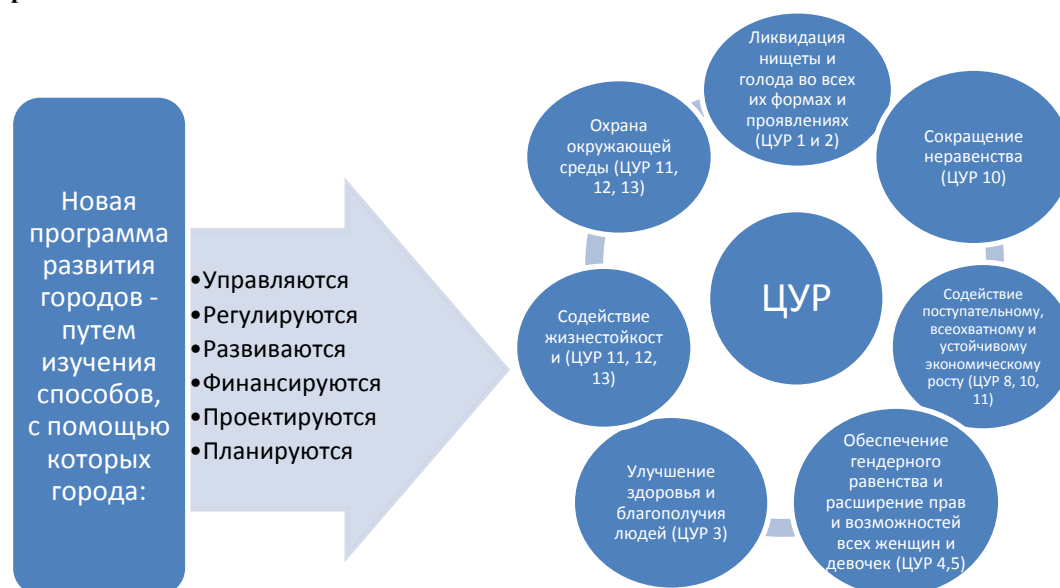 Новая
программа
развития
городов -
путем
изучения
способов,
с помощью
которых
города:
•Управляются
•Регулируются
•Развиваются
•Финансируются
•Проектируются
•Планируются
ЦУР
Ликвидация
нищеты и
голода во всех
их формах и
проявлениях
(ЦУР 1 и 2)
Сокращение
неравенства
(ЦУР 10)
Содействие
поступательному,
всеохватному и
устойчивому
экономическому
росту (ЦУР 8, 10,
11)
Обеспечение
гендерного
равенства и
расширение прав
и возможностей
всех женщин и
девочек (ЦУР 4,5)
Улучшение
здоровья и
благополучия
людей (ЦУР 3)
Содействие
жизнестойкост
и (ЦУР 11, 12,
13)
Охрана
окружающей
среды (ЦУР 11,
12, 13)